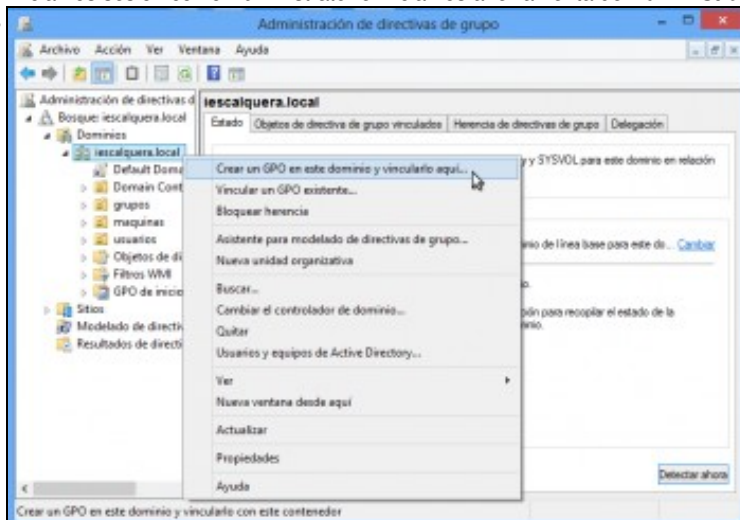 Administración de directivas de grupo
Archivo Acción Ver Ventana Ayuda
Administración de directivas d
Bosque: iescalquera.local
Dominios
iescalquera.local
Default Doma
Domain Cont
grupos
maquinas
usuarios
Objetos de di
Filtros WMI
GPO de inicio
Sitios
Modelado de directiv
Resultados de directi
iescalquera.local
Estado Objetos de directiva de grupo vinculados Herencia de directivas de grupo Delegación
y SYSVOL para este dominio en relación
Crear un GPO en este dominio y vincularlo aquí...
Vincular un GPO existente...
Bloquear herencia
Asistente para modelado de directivas de grupo...
Nueva unidad organizativa
Buscar...
Cambiar el controlador de dominio...
Quitar
Usuarios y equipos de Active Directory...
Ver
Nueva ventana desde aquí
Actualizar
Propiedades
Ayuda
de línea base para este do... Cambiar
para recopilar el estado de la
Detectar ahora
Crear un GPO en este dominio y vincularlo con este contenedor